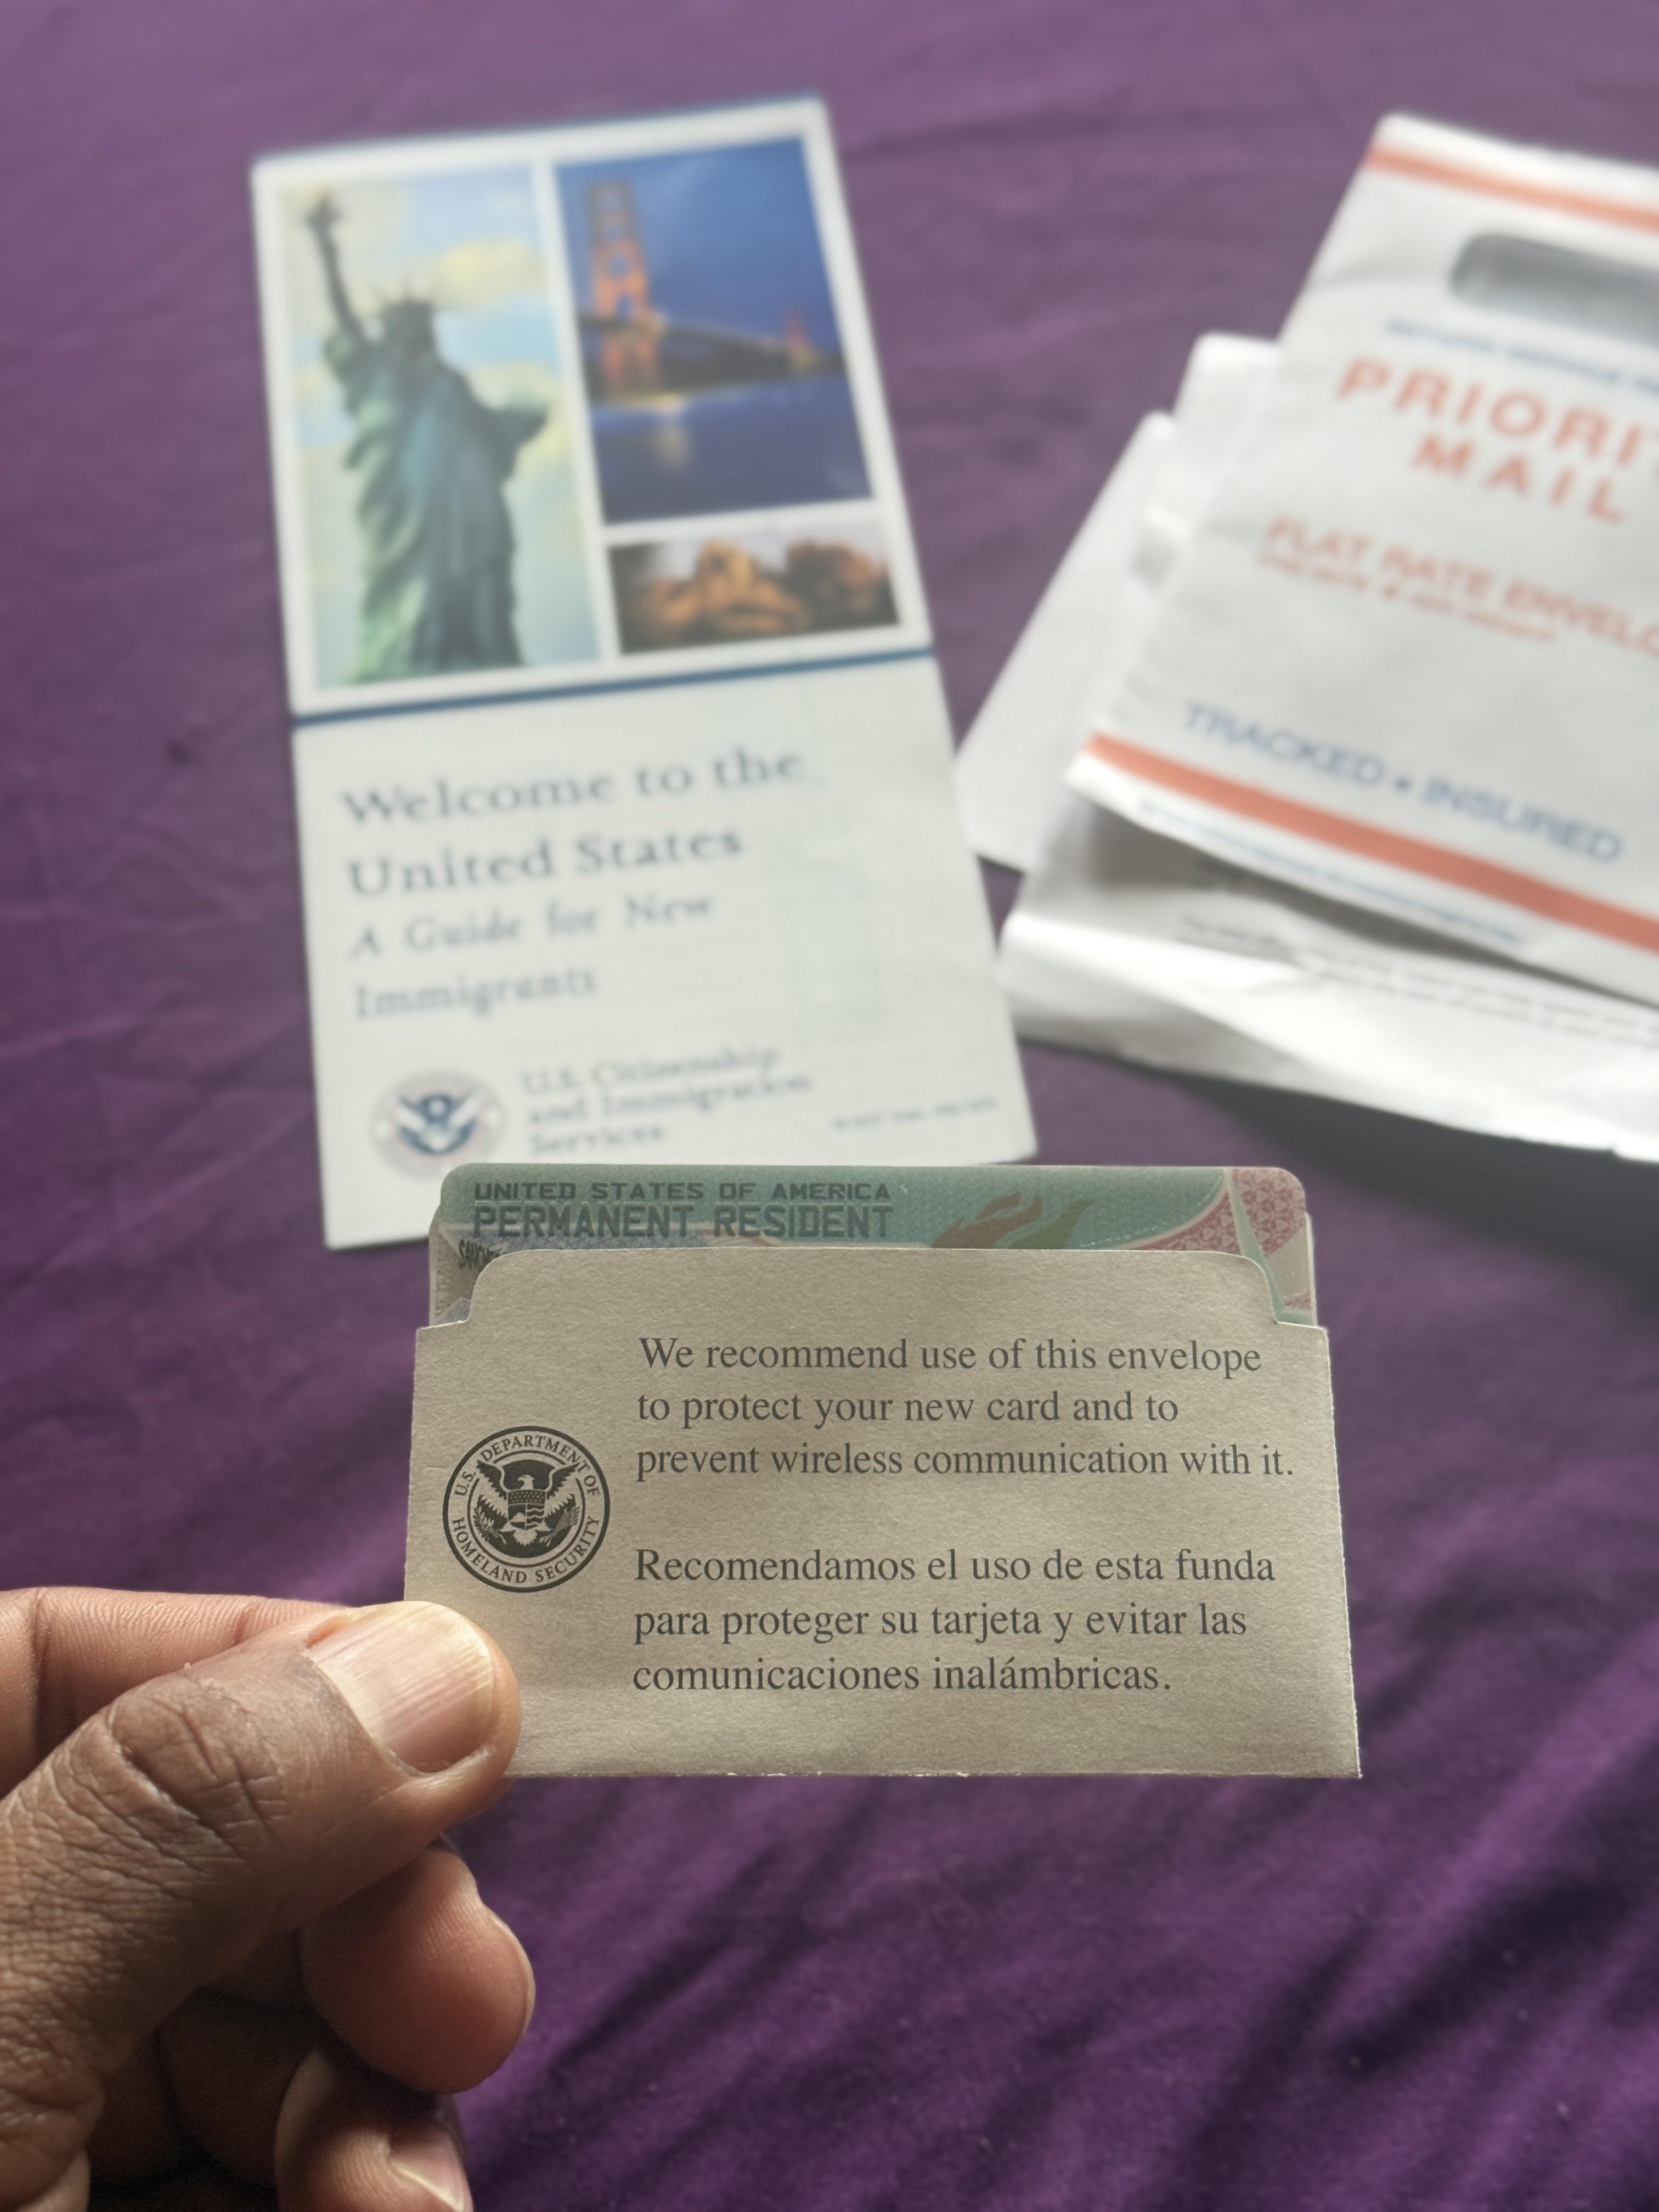 Welcome to the
United States
A Guide for New
Immigrants
U.S. Citizenship
and Immigration
Services
PRIORIT
MAIL
FLAT RATE ENVELO
TRACKED • INSURED
UNITED STATES OF AMERICA
PERMANENT RESIDENT
We recommend use of this envelope
to protect your new card and to
prevent wireless communication with it.
U.S. DEPARTMENT OF
HOMELAND SECURITY
Recomendamos el uso de esta funda
para proteger su tarjeta y evitar las
comunicaciones inalámbricas.